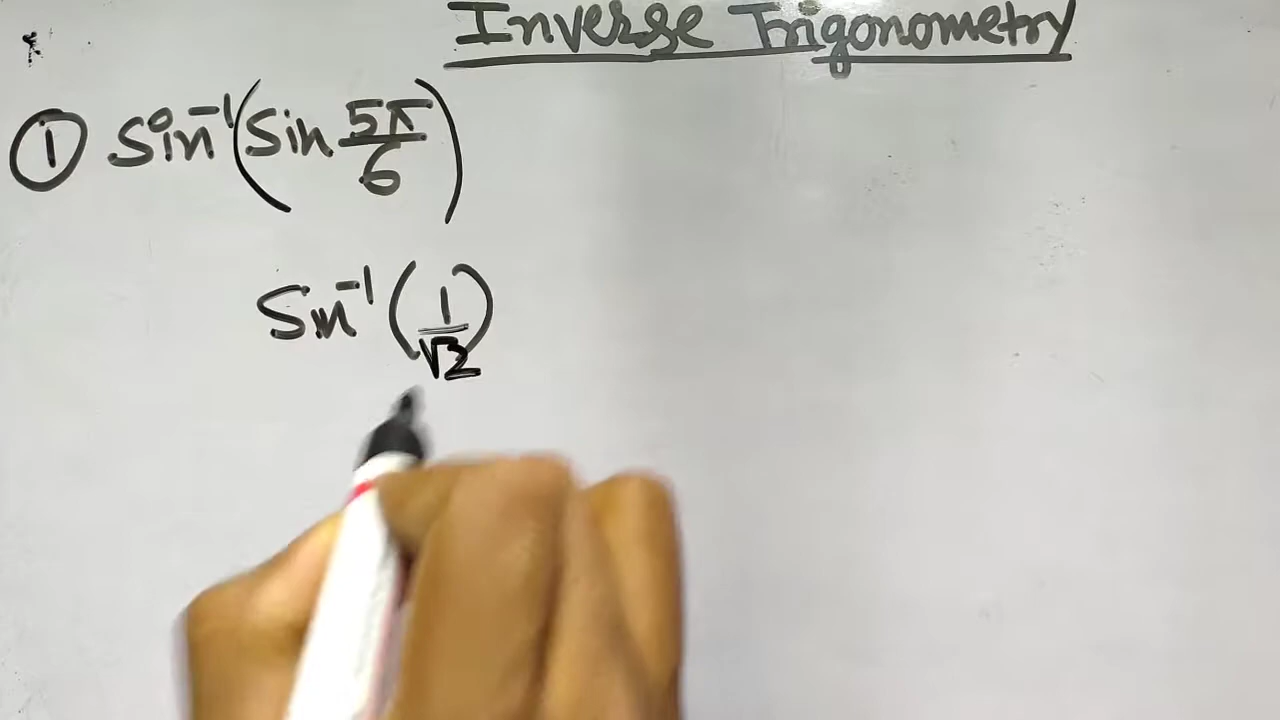 Inverse Trigonometry
① Sin⁻¹(Sin 5π/6)
Sin⁻¹(1/√2)